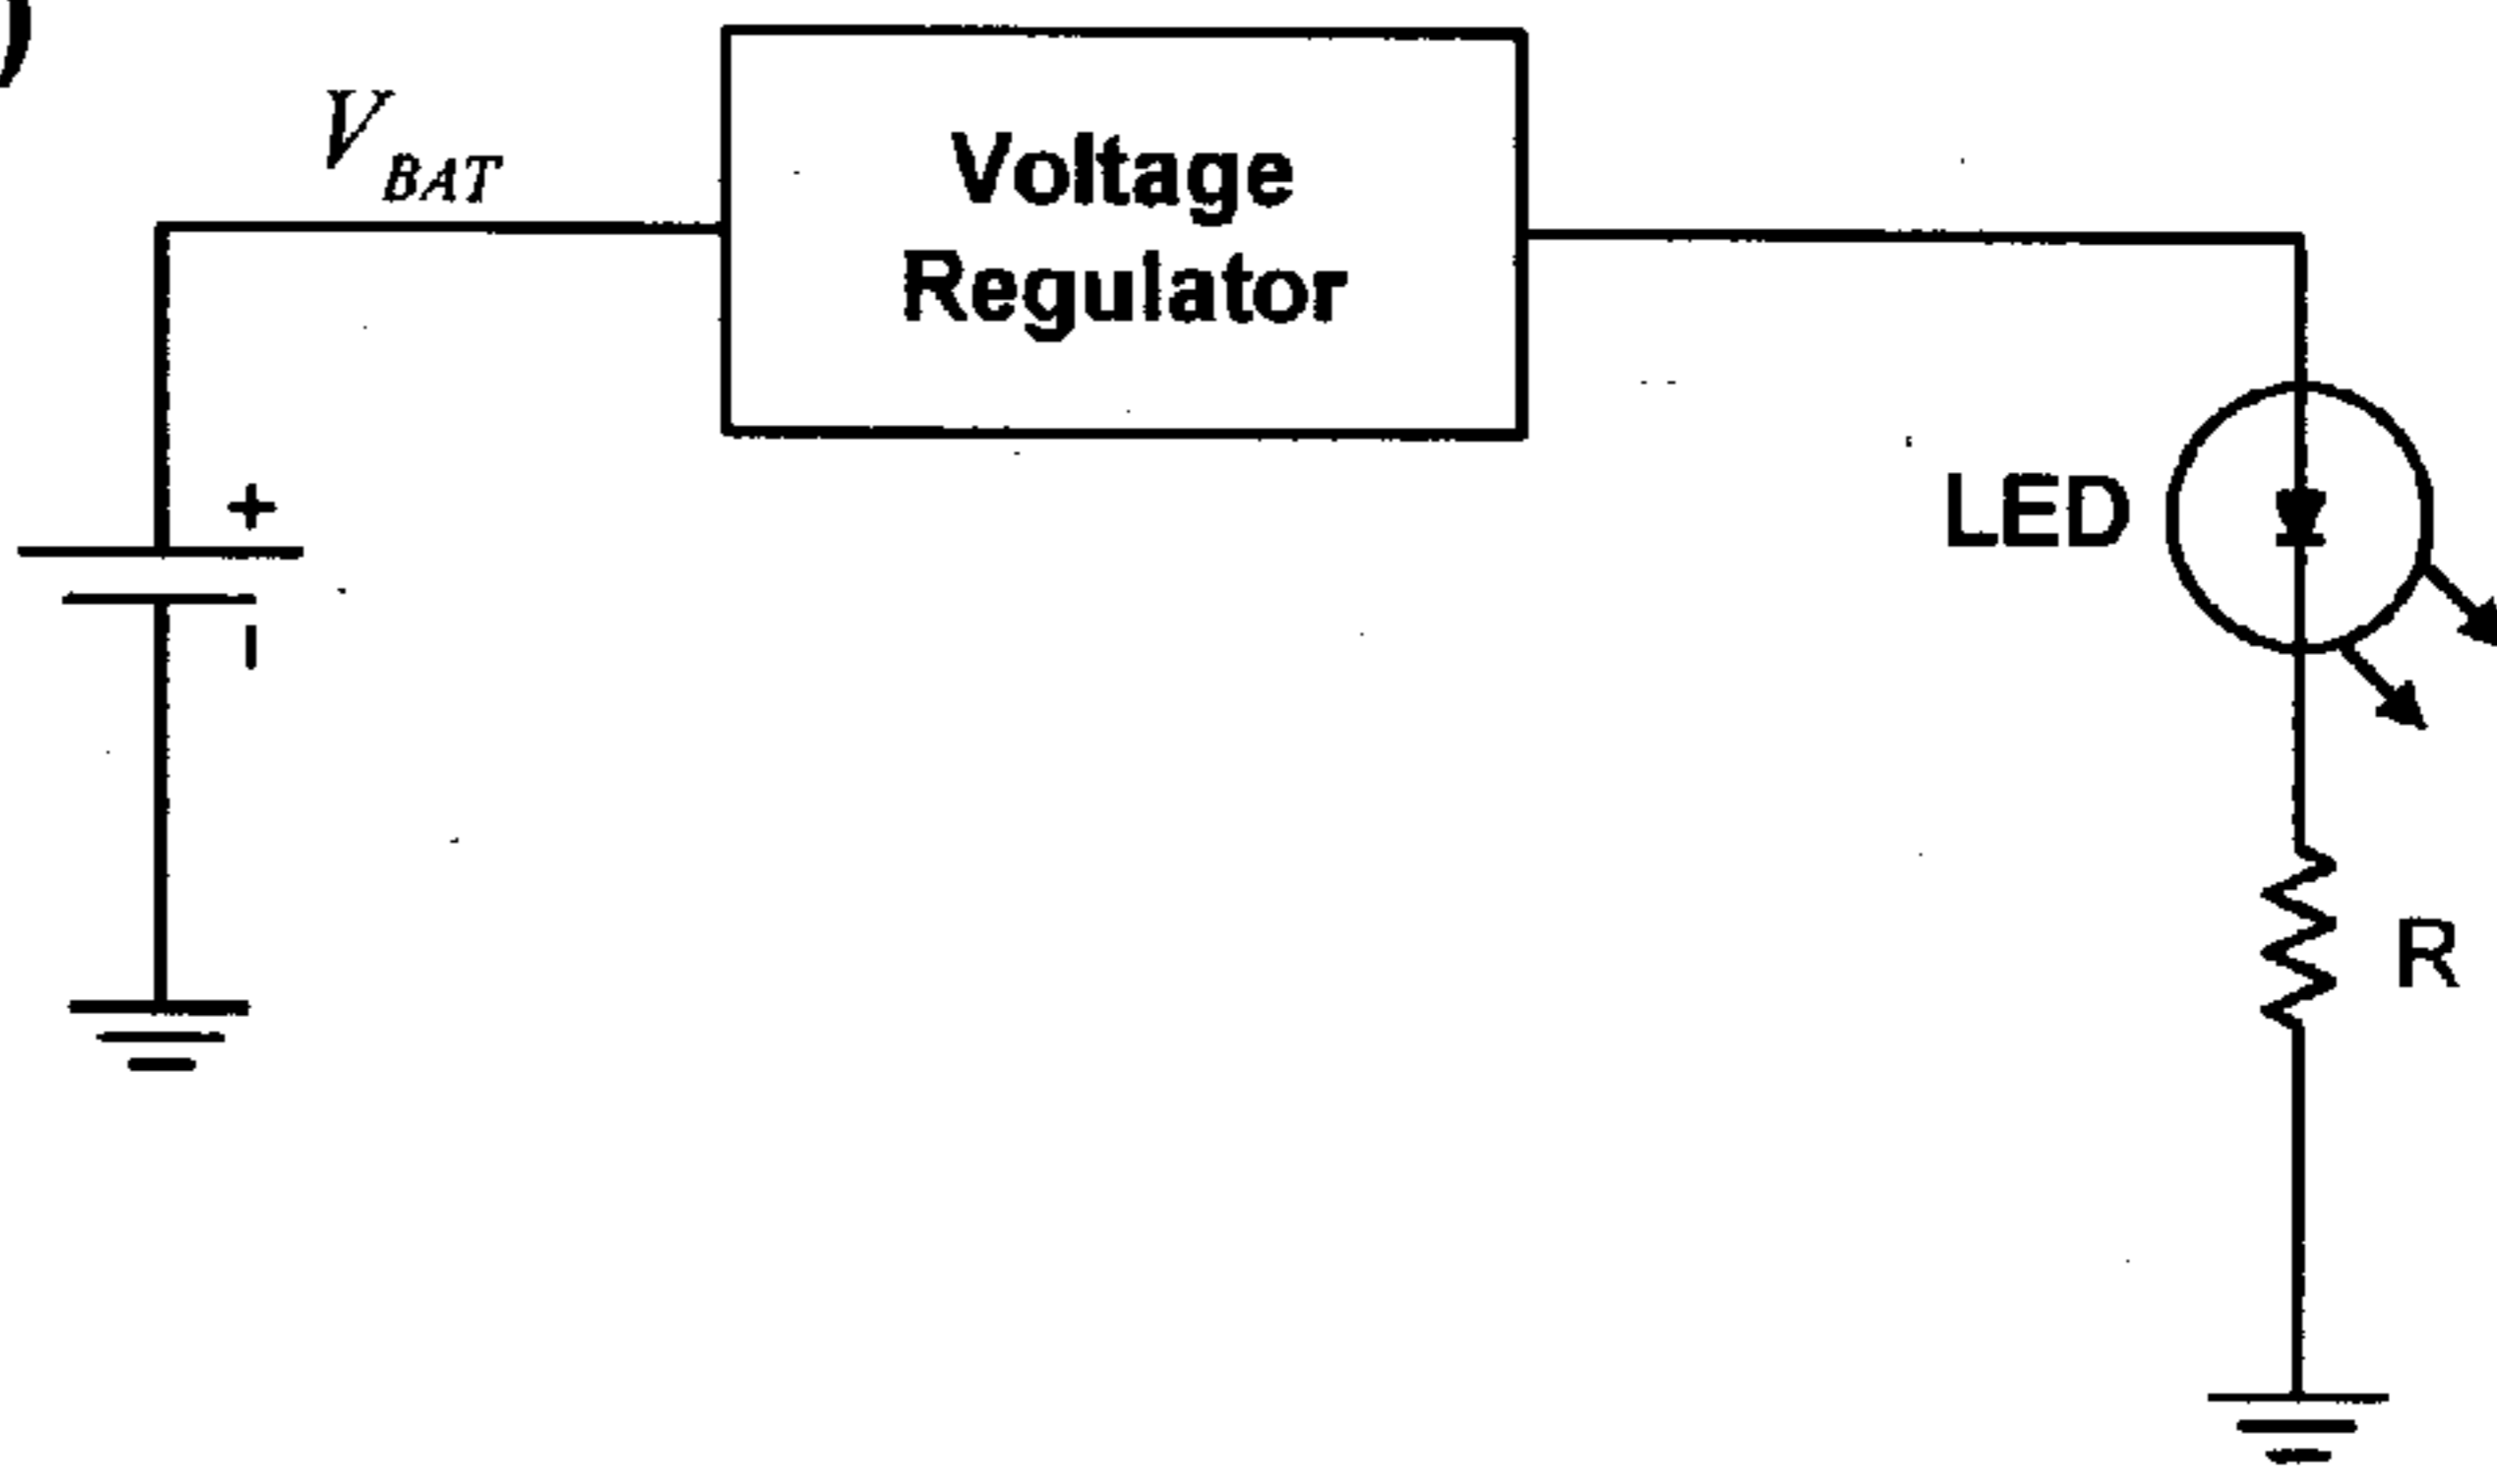 )
V_BAT
Voltage
Regulator
+
−
LED
R